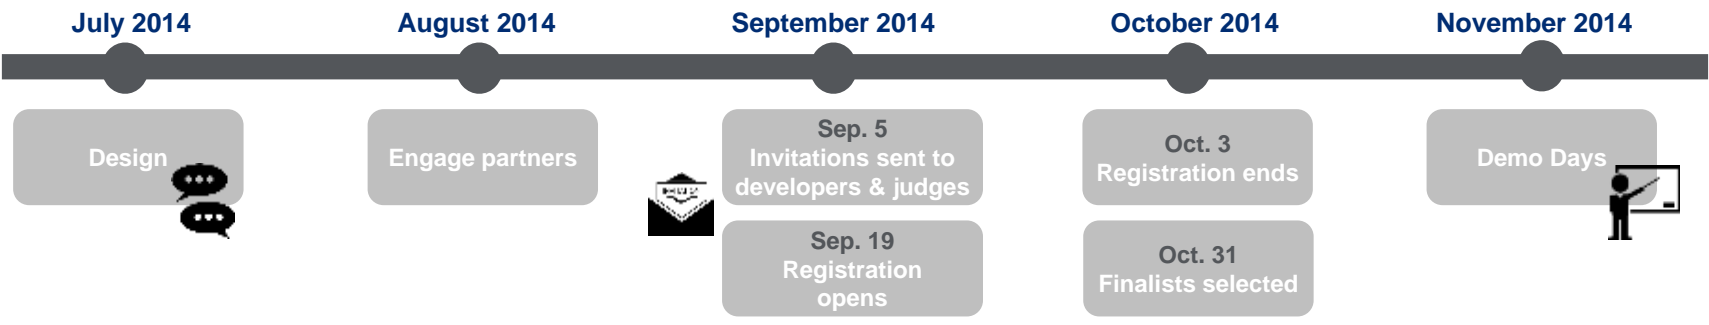 July 2014
August 2014
September 2014
October 2014
November 2014
Design
Engage partners
Sep. 5
Invitations sent to
developers & judges
Sep. 19
Registration
opens
Oct. 3
Registration ends
Oct. 31
Finalists selected
Demo Days